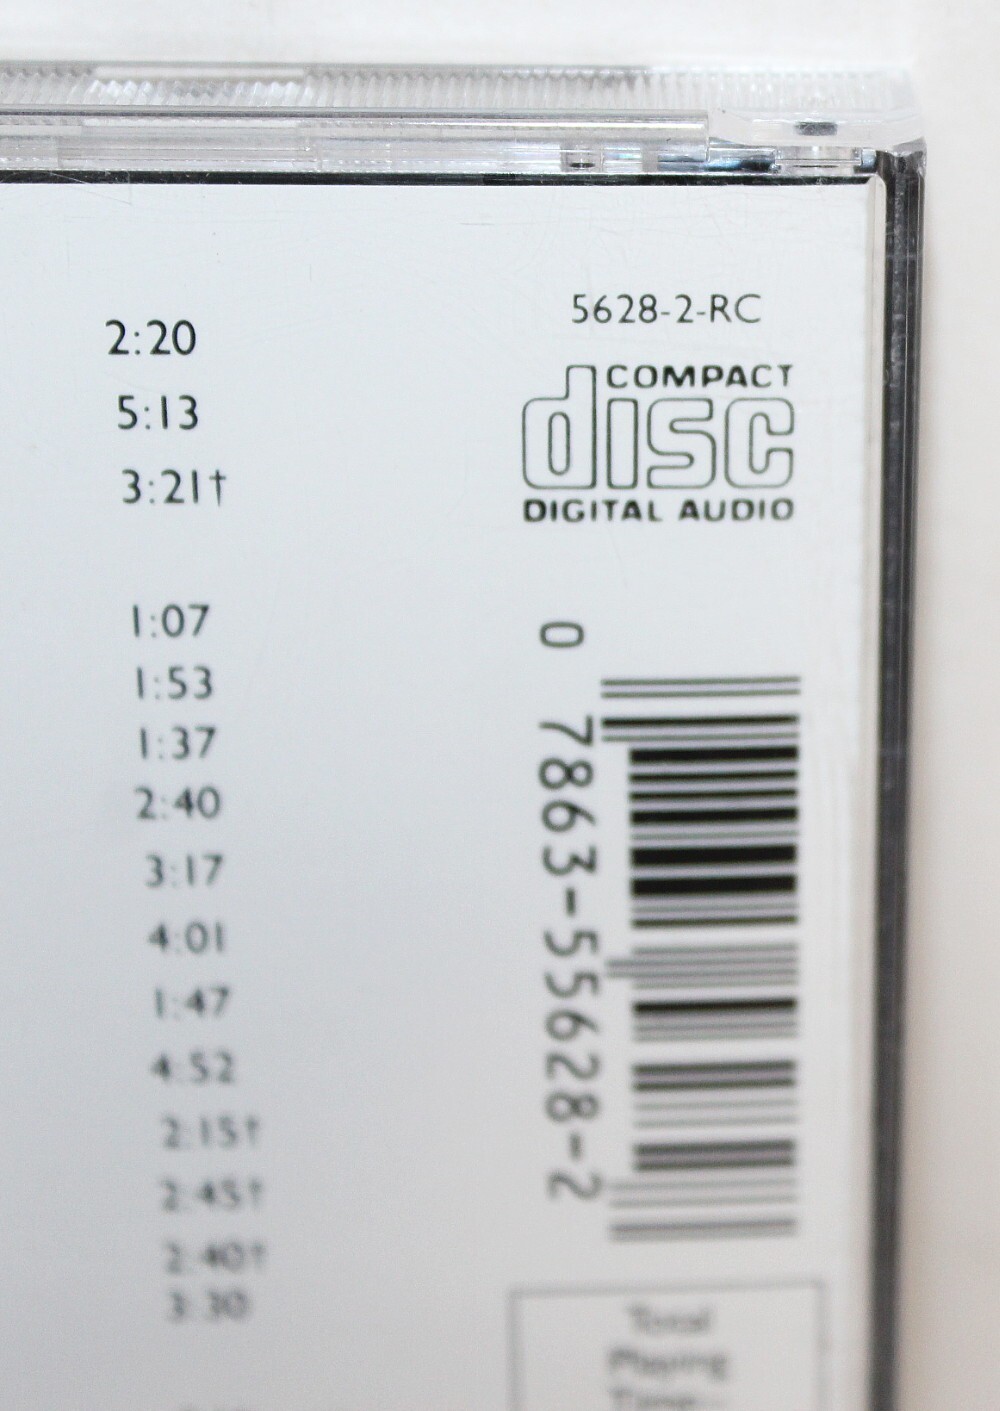 2:20
5:13
3:21†
1:07
1:53
1:37
2:40
3:17
4:01
1:47
4:52
2:15†
2:45†
2:40†
3:30
5628-2-RC
COMPACT
disc
DIGITAL AUDIO
0 7863-55628-2
Total
Playing
Time